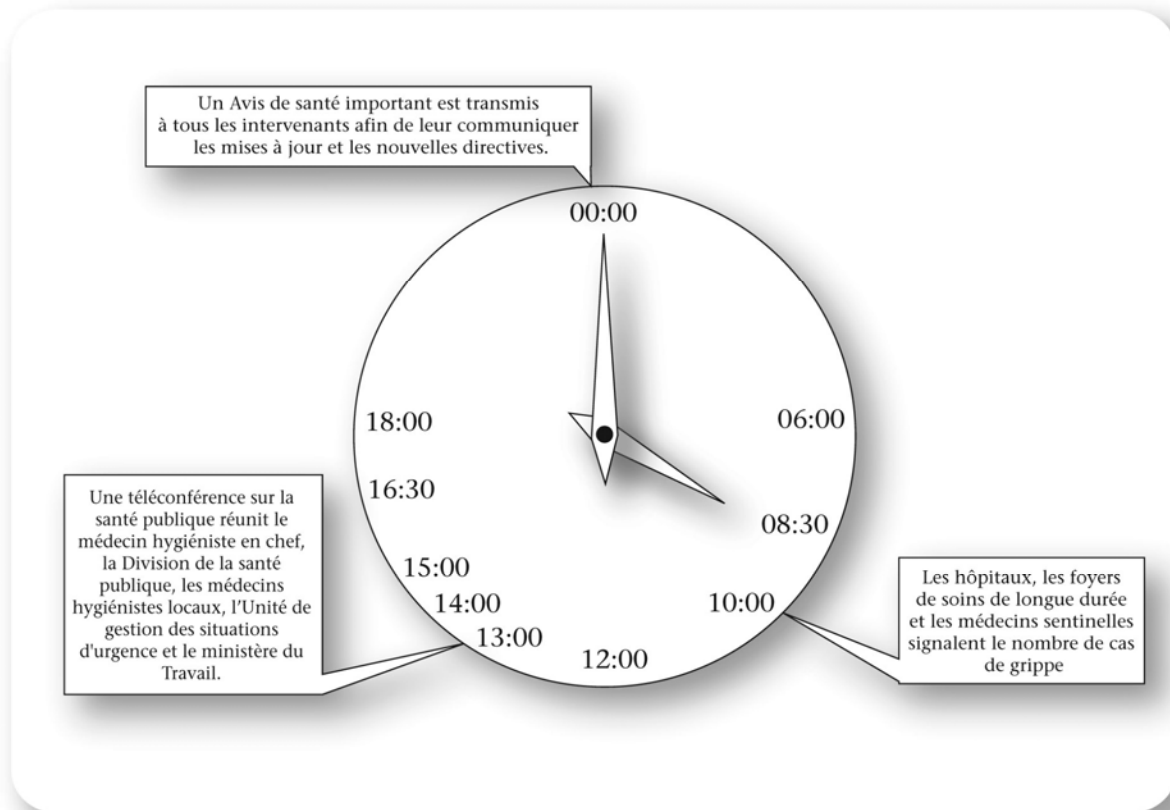 Un Avis de santé important est transmis
à tous les intervenants afin de leur communiquer
les mises à jour et les nouvelles directives.
00:00
18:00
06:00
16:30
08:30
15:00
14:00
13:00
12:00
10:00
Une téléconférence sur la
santé publique réunit le
médecin hygiéniste en chef,
la Division de la santé
publique, les médecins
hygiénistes locaux, l'Unité de
gestion des situations
d'urgence et le ministère du
Travail.
Les hôpitaux, les foyers
de soins de longue durée
et les médecins sentinelles
signalent le nombre de cas
de grippe